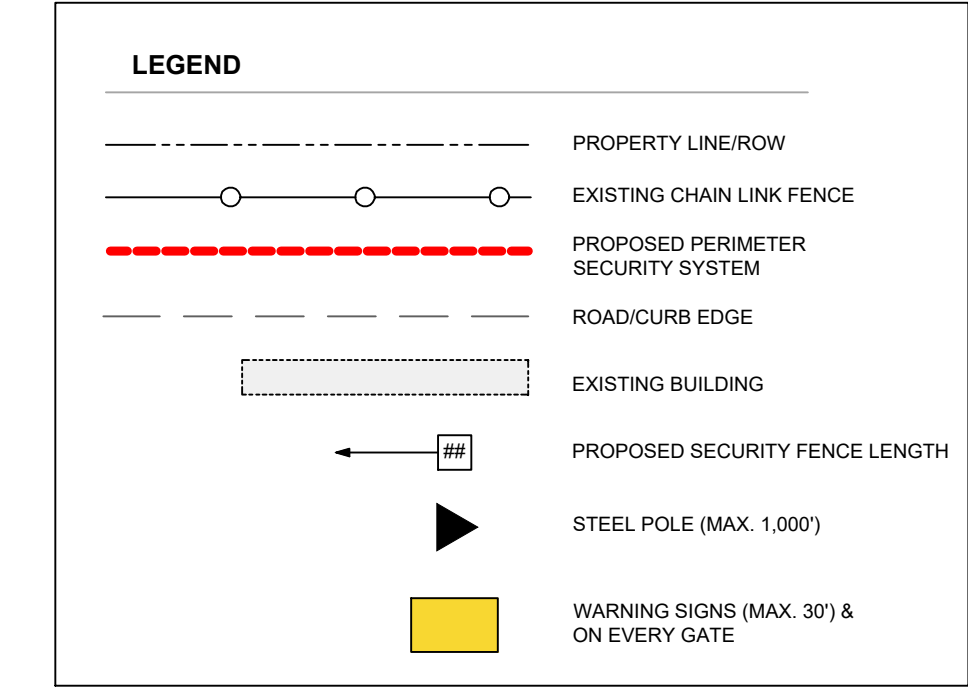 LEGEND
PROPERTY LINE/ROW
EXISTING CHAIN LINK FENCE
PROPOSED PERIMETER
SECURITY SYSTEM
ROAD/CURB EDGE
EXISTING BUILDING
## PROPOSED SECURITY FENCE LENGTH
STEEL POLE (MAX. 1,000')
WARNING SIGNS (MAX. 30') &
ON EVERY GATE